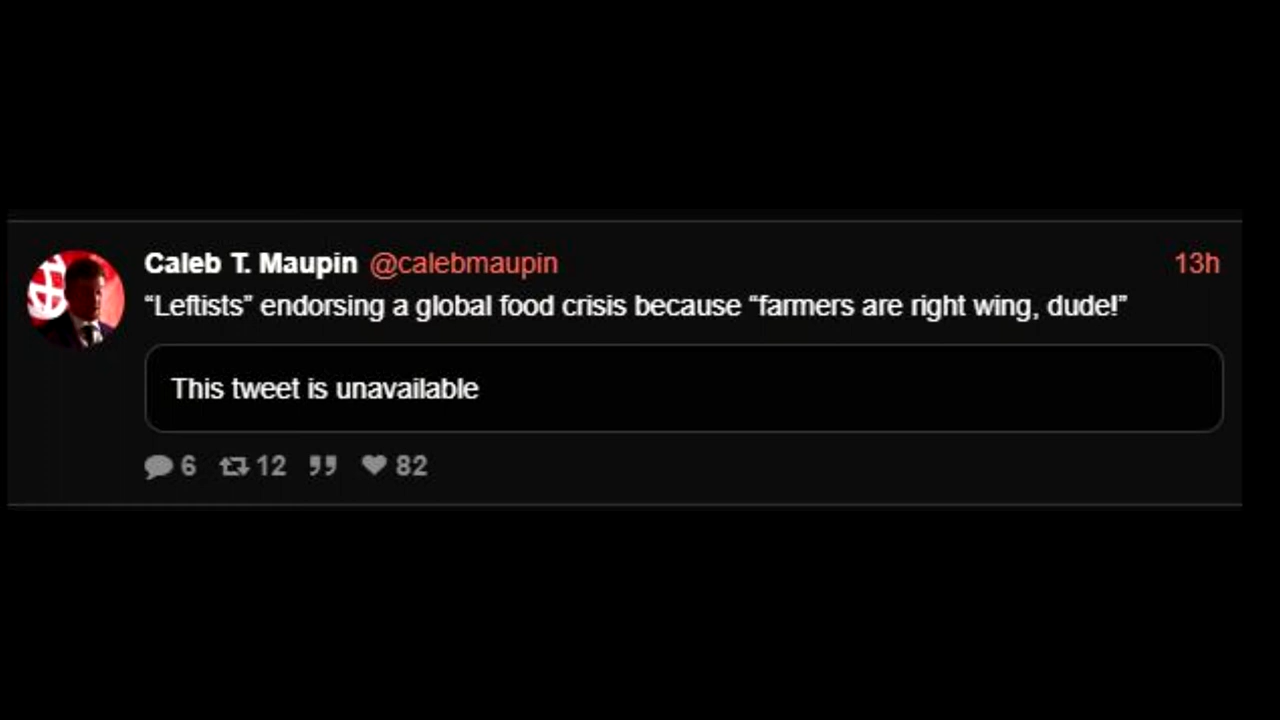 Caleb T. Maupin @calebmaupin 13h
“Leftists” endorsing a global food crisis because “farmers are right wing, dude!”
This tweet is unavailable
6 12 82